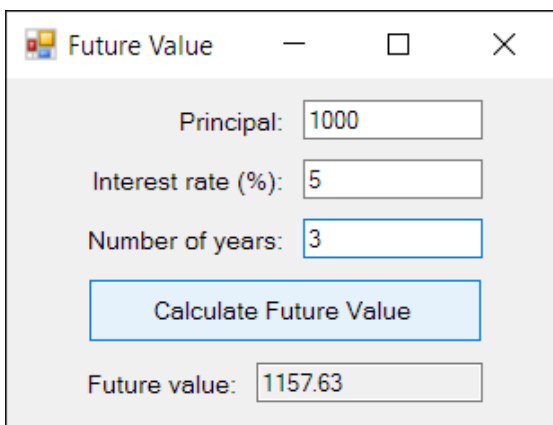 Future Value
Principal: 1000
Interest rate (%): 5
Number of years: 3
Calculate Future Value
Future value: 1157.63